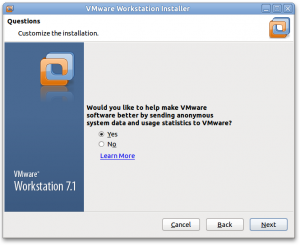 VMware Workstation Installer
Questions
Customize the installation.
Would you like to help make VMware
software better by sending anonymous
system data and usage statistics to VMware?
Yes
No
Learn More
VMware™
Workstation 7.1
Cancel
Back
Next